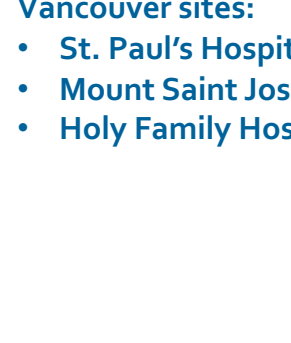 Vancouver sites:
• St. Paul's Hospit
• Mount Saint Jos
• Holy Family Hos